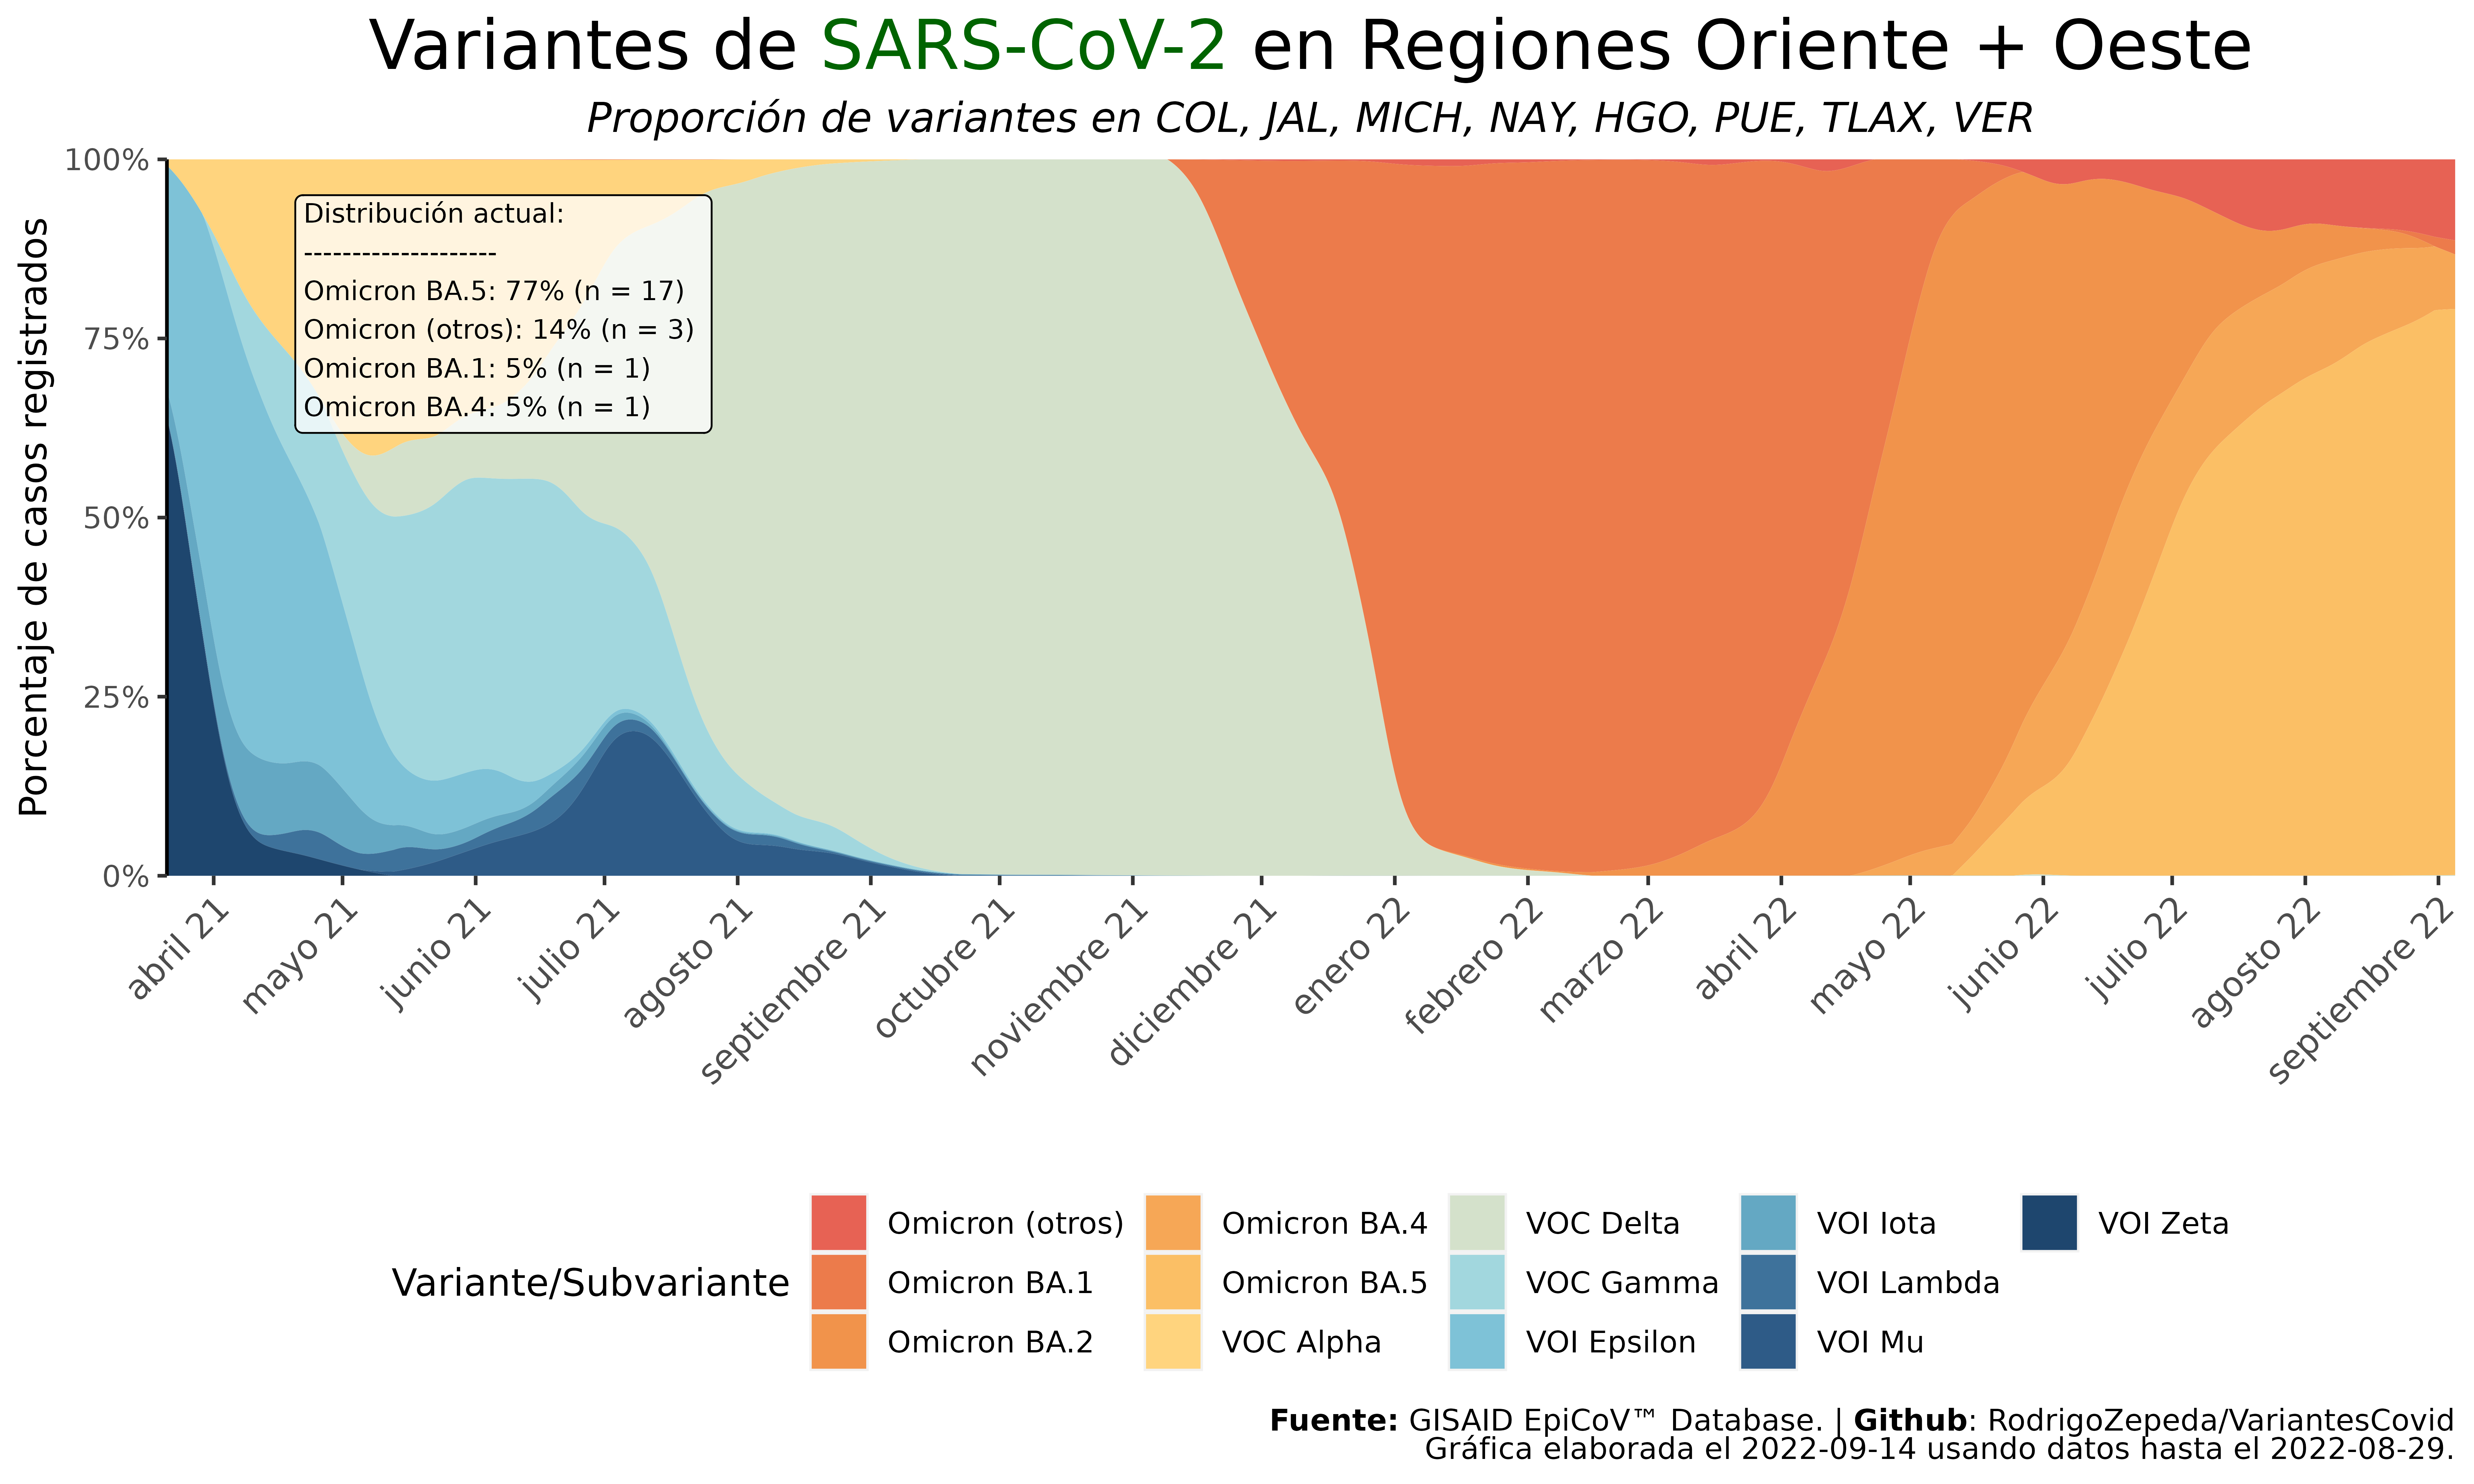 Variantes de SARS-CoV-2 en Regiones Oriente + Oeste
Proporción de variantes en COL, JAL, MICH, NAY, HGO, PUE, TLAX, VER
Porcentaje de casos registrados
100%
75%
50%
25%
0%
Distribución actual:
--------------------
Omicron BA.5: 77% (n = 17)
Omicron (otros): 14% (n = 3)
Omicron BA.1: 5% (n = 1)
Omicron BA.4: 5% (n = 1)
abril 21
mayo 21
junio 21
julio 21
agosto 21
septiembre 21
octubre 21
noviembre 21
diciembre 21
enero 22
febrero 22
marzo 22
abril 22
mayo 22
junio 22
julio 22
agosto 22
septiembre 22
Variante/Subvariante
Omicron (otros)
Omicron BA.1
Omicron BA.2
Omicron BA.4
Omicron BA.5
VOC Alpha
VOC Delta
VOC Gamma
VOI Epsilon
VOI Iota
VOI Lambda
VOI Mu
VOI Zeta
Fuente: GISAID EpiCoV™ Database. | Github: RodrigoZepeda/VariantesCovid
Gráfica elaborada el 2022-09-14 usando datos hasta el 2022-08-29.